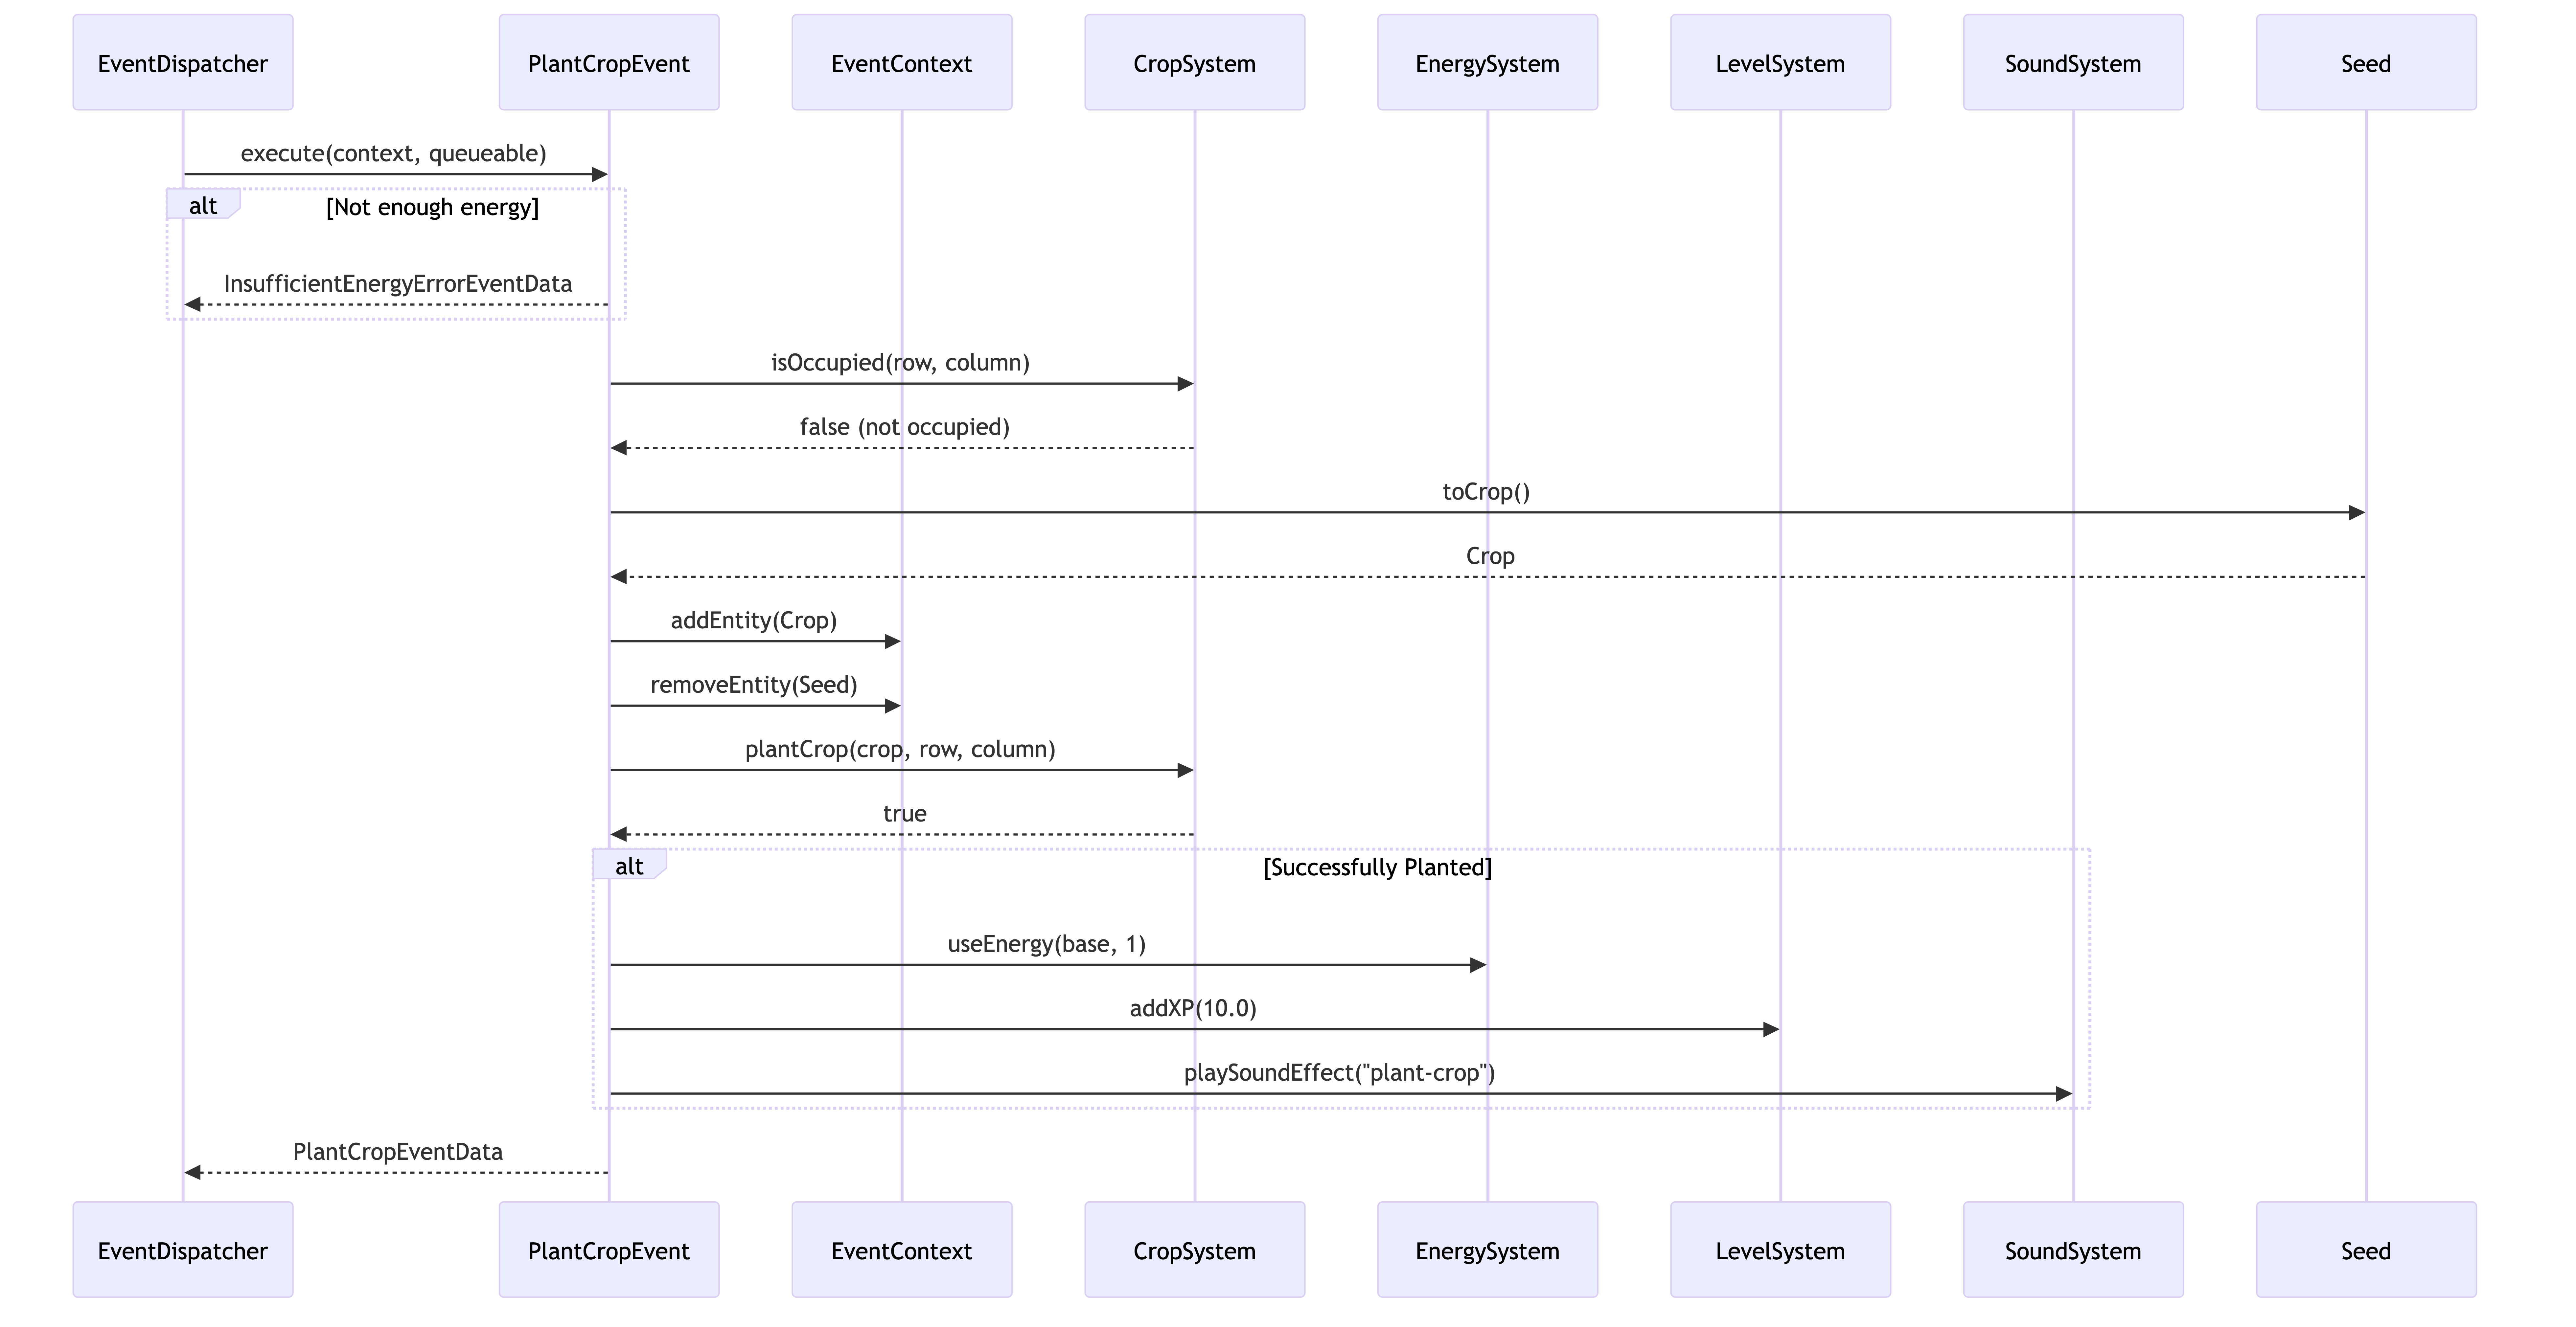 EventDispatcher
PlantCropEvent
EventContext
CropSystem
EnergySystem
LevelSystem
SoundSystem
Seed
execute(context, queueable)
alt
[Not enough energy]
InsufficientEnergyErrorEventData
isOccupied(row, column)
false (not occupied)
toCrop()
Crop
addEntity(Crop)
removeEntity(Seed)
plantCrop(crop, row, column)
true
alt
[Successfully Planted]
useEnergy(base, 1)
addXP(10.0)
playSoundEffect("plant-crop")
PlantCropEventData
EventDispatcher
PlantCropEvent
EventContext
CropSystem
EnergySystem
LevelSystem
SoundSystem
Seed